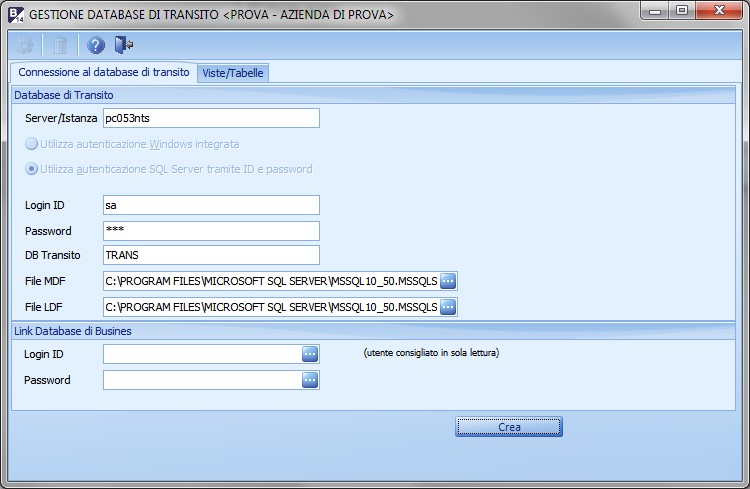 GESTIONE DATABASE DI TRANSITO <PROVA - AZIENDA DI PROVA>
Connessione al database di transito
Viste/Tabelle
Database di Transito
Server/Istanza pc053nts
Utilizza autenticazione Windows integrata
Utilizza autenticazione SQL Server tramite ID e password
Login ID sa
Password ***
DB Transito TRANS
File MDF C:\PROGRAM FILES\MICROSOFT SQL SERVER\MSSQL10_50.MSSQLS ...
File LDF C:\PROGRAM FILES\MICROSOFT SQL SERVER\MSSQL10_50.MSSQLS ...
Link Database di Busines
Login ID ... (utente consigliato in sola lettura)
Password ...
Crea